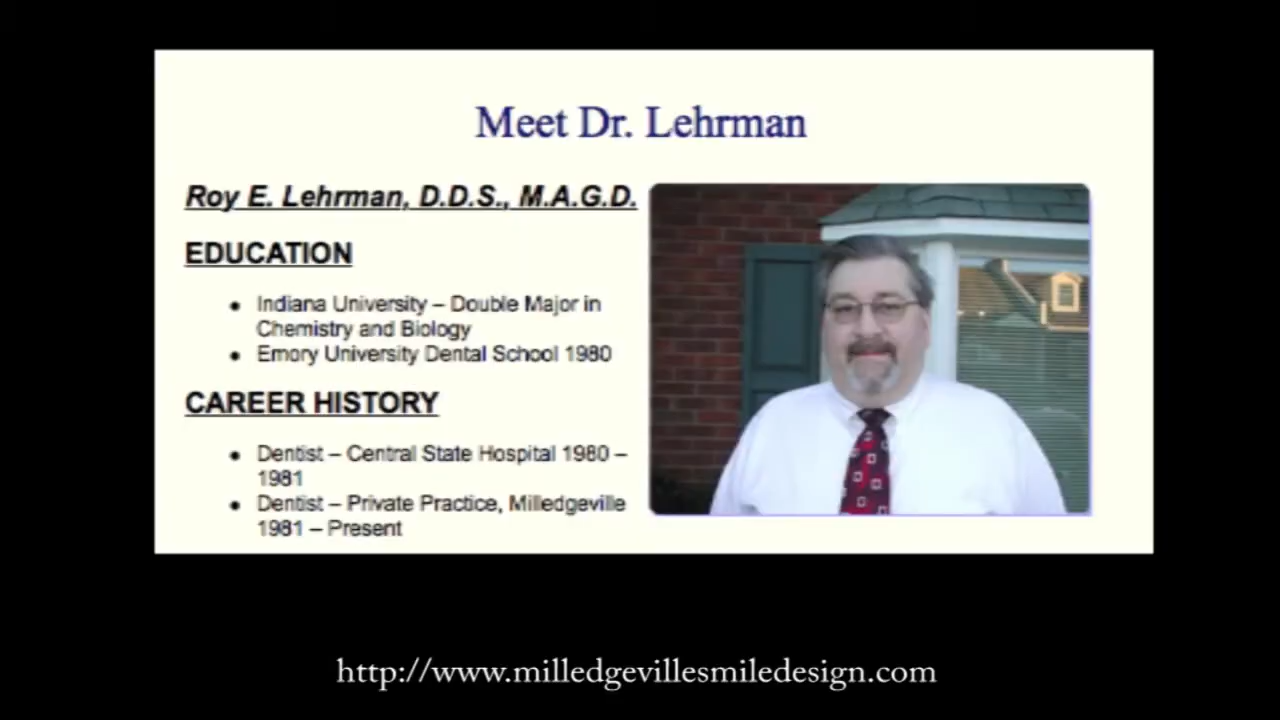 Meet Dr. Lehrman
Roy E. Lehrman, D.D.S., M.A.G.D.
EDUCATION
• Indiana University – Double Major in
Chemistry and Biology
• Emory University Dental School 1980
CAREER HISTORY
• Dentist – Central State Hospital 1980 –
1981
• Dentist – Private Practice, Milledgeville
1981 – Present
http://www.milledgevillesmiledesign.com